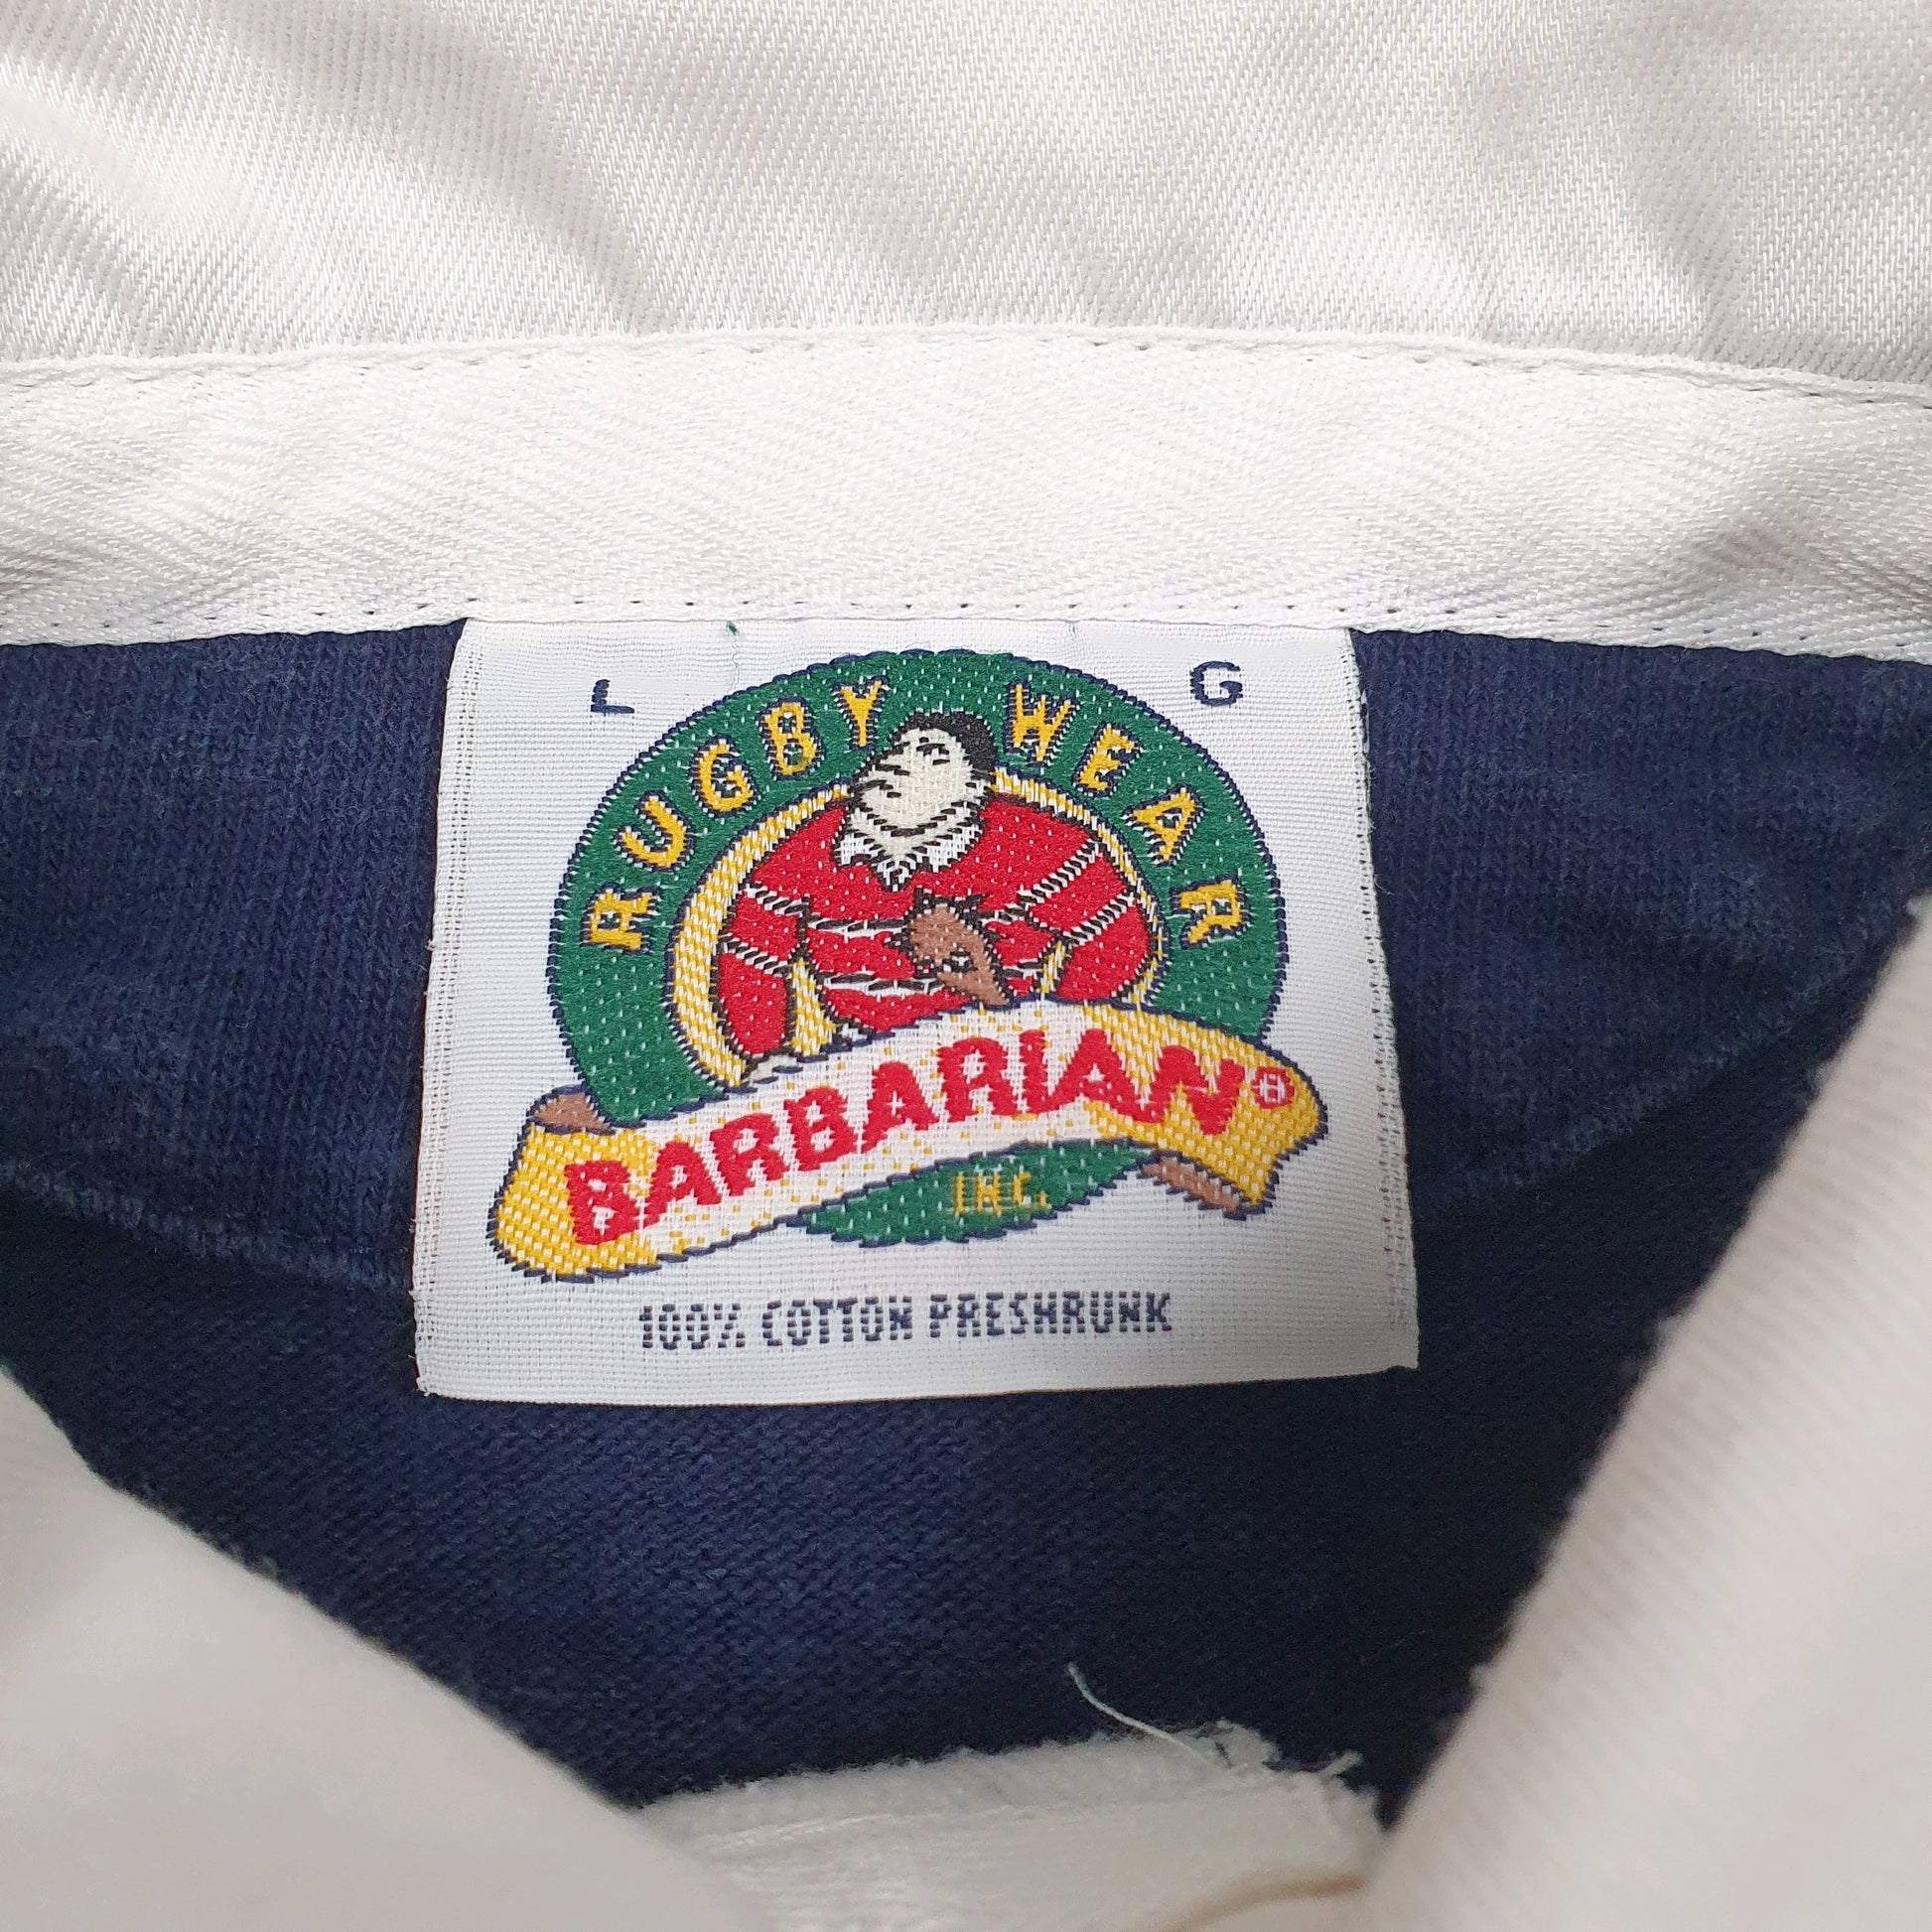 L G
RUGBY WEAR
BARBARIAN®
INC.
100% COTTON PRESHRUNK